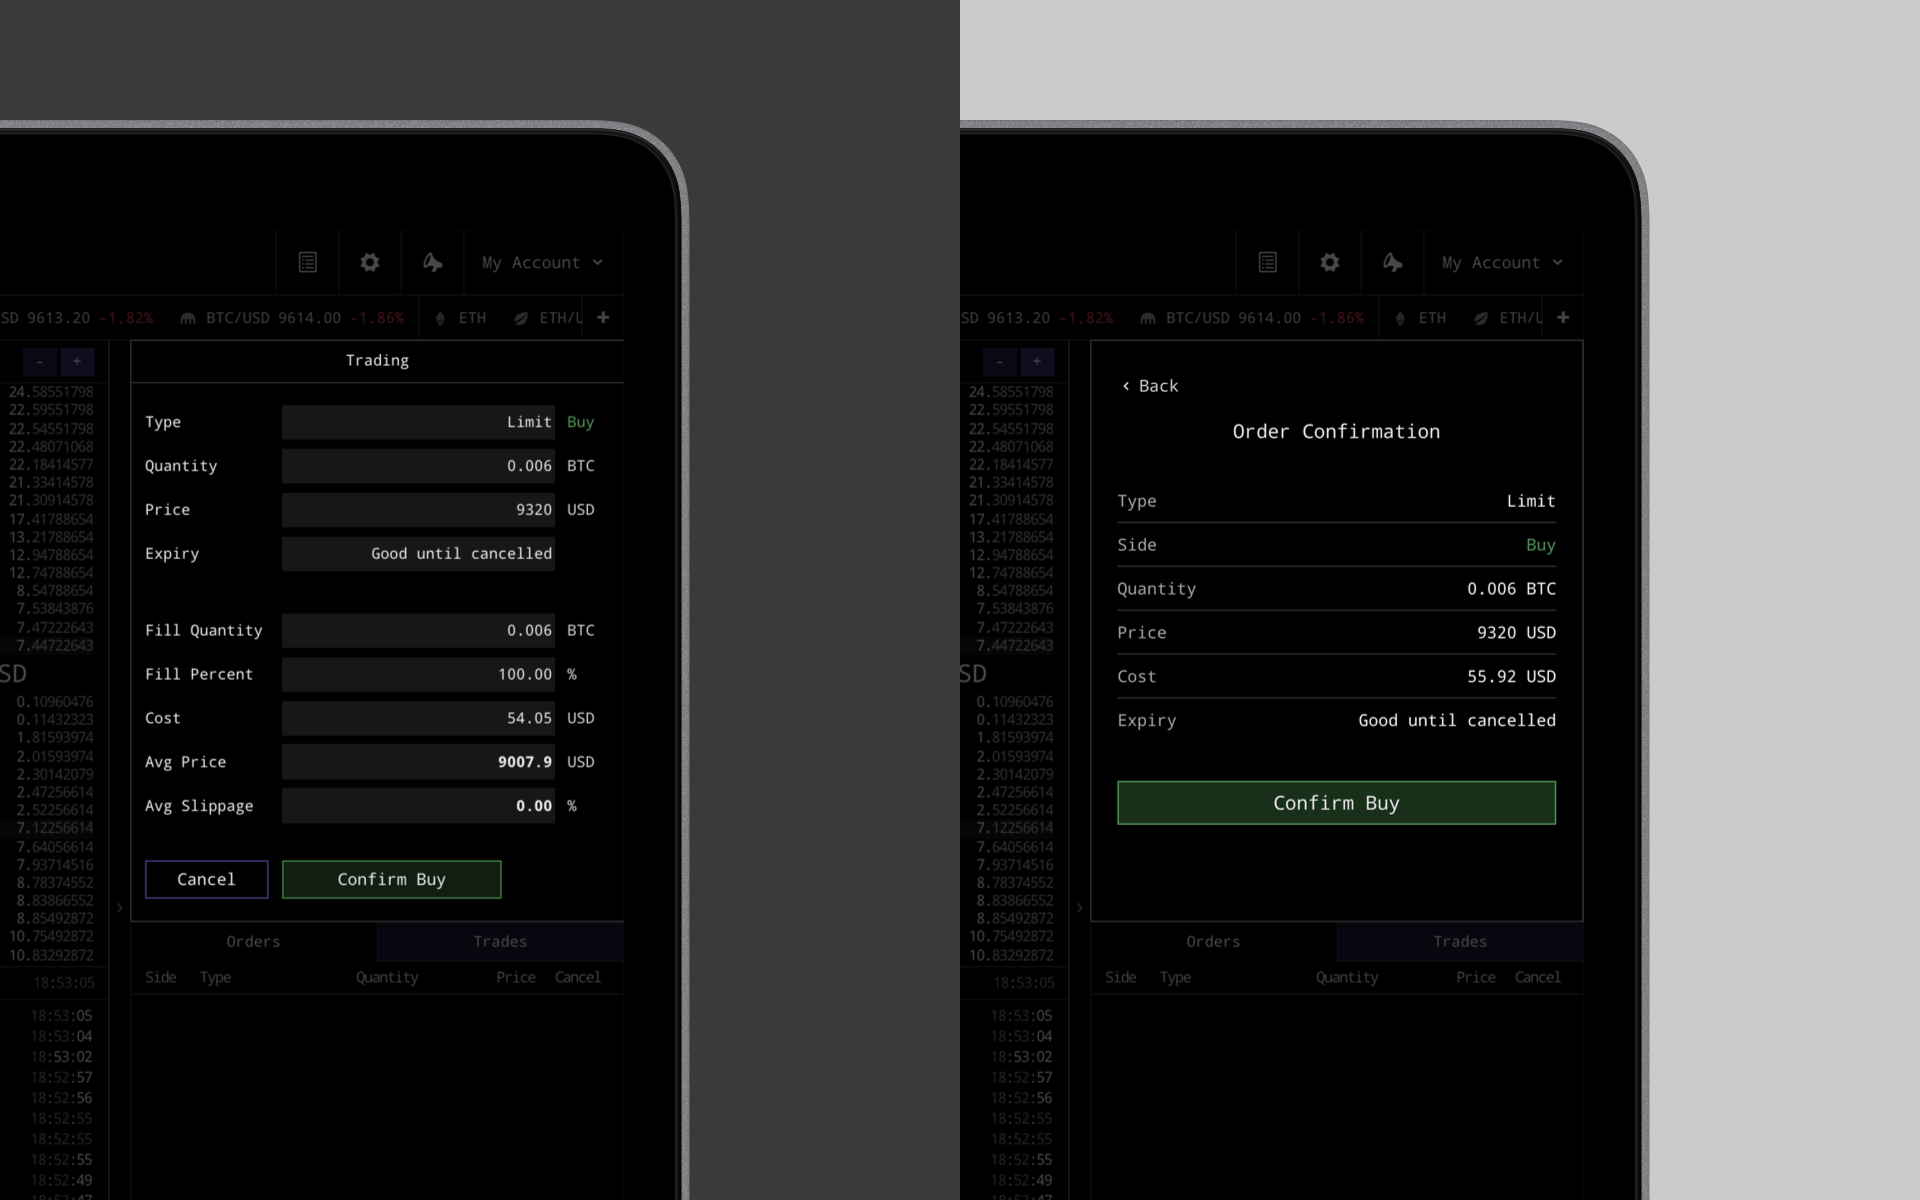 My Account
SD 9613.20 -1.82% BTC/USD 9614.00 -1.86% ETH ETH/U +
- +
Trading
24.58551798
22.59551798
22.54551798
22.48071068
22.18414577
21.33414578
21.30914578
17.41788654
13.21788654
12.94788654
12.74788654
8.54788654
7.53843876
7.47222643
7.44722643
SD
0.10960476
0.11432323
1.81593974
2.01593974
2.30142079
2.47256614
2.52256614
7.12256614
7.64056614
7.93714516
8.78374552
8.83866552
8.85492872
10.75492872
10.83292872
18:53:05
18:53:05
18:53:04
18:53:02
18:52:57
18:52:56
18:52:55
18:52:55
18:52:55
18:52:49
18:52:47
Type Limit Buy
Quantity 0.006 BTC
Price 9320 USD
Expiry Good until cancelled
Fill Quantity 0.006 BTC
Fill Percent 100.00 %
Cost 54.05 USD
Avg Price 9007.9 USD
Avg Slippage 0.00 %
Cancel Confirm Buy
Orders Trades
Side Type Quantity Price Cancel
My Account
SD 9613.20 -1.82% BTC/USD 9614.00 -1.86% ETH ETH/U +
- +
24.58551798
22.59551798
22.54551798
22.48071068
22.18414577
21.33414578
21.30914578
17.41788654
13.21788654
12.94788654
12.74788654
8.54788654
7.53843876
7.47222643
7.44722643
SD
0.10960476
0.11432323
1.81593974
2.01593974
2.30142079
2.47256614
2.52256614
7.12256614
7.64056614
7.93714516
8.78374552
8.83866552
8.85492872
10.75492872
10.83292872
18:53:05
18:53:05
18:53:04
18:53:02
18:52:57
18:52:56
18:52:55
18:52:55
18:52:55
18:52:49
18:52:47
‹ Back
Order Confirmation
Type Limit
Side Buy
Quantity 0.006 BTC
Price 9320 USD
Cost 55.92 USD
Expiry Good until cancelled
Confirm Buy
Orders Trades
Side Type Quantity Price Cancel